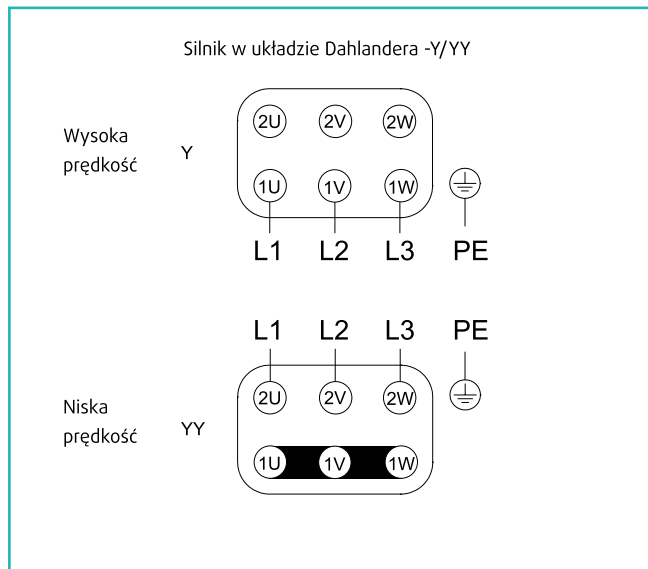 Silnik w układzie Dahlandera -Y/YY
Wysoka
prędkość
Y
2U 2V 2W
1U 1V 1W
L1 L2 L3 PE
L1 L2 L3 PE
Niska
prędkość
YY
2U 2V 2W
1U 1V 1W